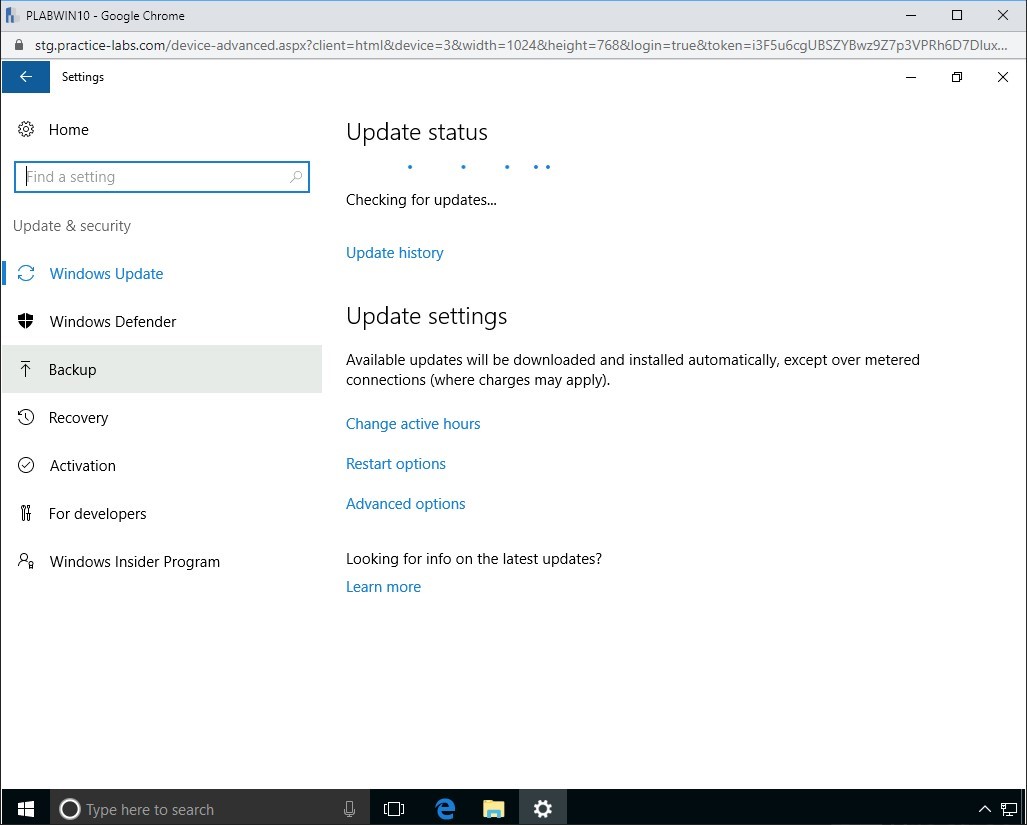 PLABWIN10 - Google Chrome
stg.practice-labs.com/device-advanced.aspx?client=html&device=3&width=1024&height=768&login=true&token=i3F5u6cgUBSZYBwz9Z7p3VPRh6D7Dlux...
Settings
Home
Find a setting
Update & security
Windows Update
Windows Defender
Backup
Recovery
Activation
For developers
Windows Insider Program
Update status
Checking for updates...
Update history
Update settings
Available updates will be downloaded and installed automatically, except over metered
connections (where charges may apply).
Change active hours
Restart options
Advanced options
Looking for info on the latest updates?
Learn more
Type here to search